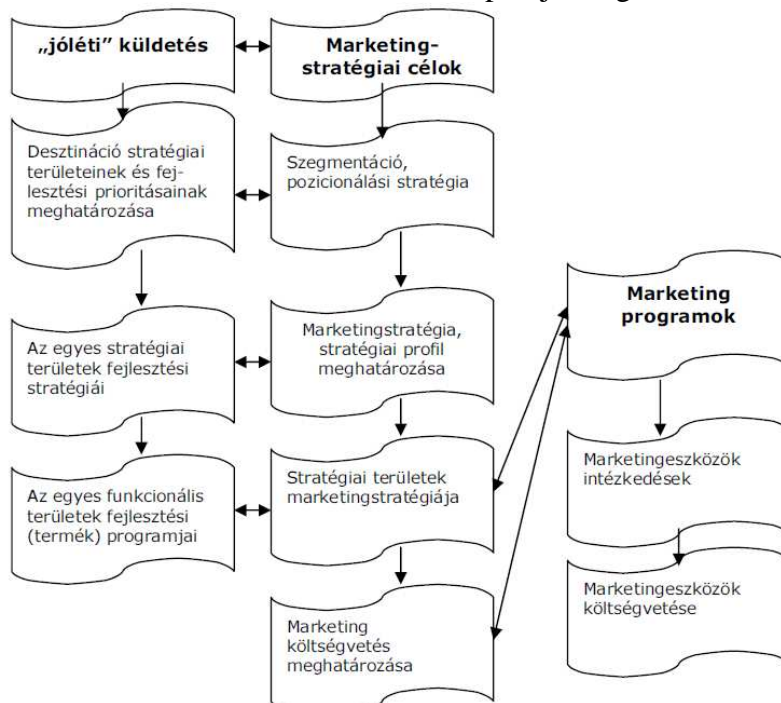 „jóléti” küldetés
Marketing-
stratégiai célok
Desztináció stratégiai
területeinek és fej-
lesztési prioritásainak
meghatározása
Szegmentáció,
pozicionálási stratégia
Az egyes stratégiai
területek fejlesztési
stratégiái
Marketingstratégia,
stratégiai profil
meghatározása
Az egyes funkcionális
területek fejlesztési
(termék) programjai
Stratégiai területek
marketingstratégiája
Marketing
költségvetés
meghatározása
Marketing
programok
Marketingeszközök
intézkedések
Marketingeszközök
költségvetése